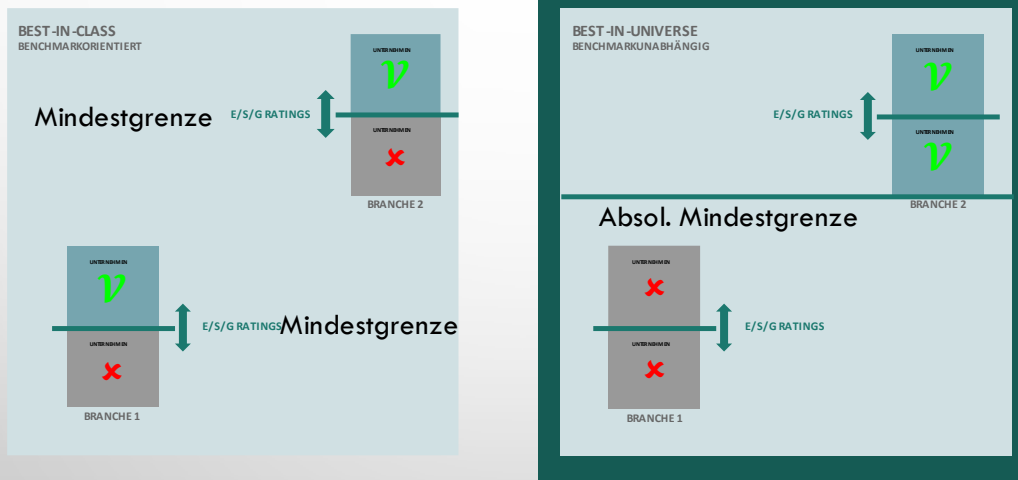 BEST-IN-CLASS
BENCHMARKORIENTIERT
UNTERNEHMEN
V
Mindestgrenze
E/S/G RATINGS
UNTERNEHMEN
BRANCHE 2
UNTERNEHMEN
V
E/S/G RATINGS
Mindestgrenze
UNTERNEHMEN
BRANCHE 1
BEST-IN-UNIVERSE
BENCHMARKUNABHÄNGIG
UNTERNEHMEN
V
E/S/G RATINGS
UNTERNEHMEN
V
BRANCHE 2
Absol. Mindestgrenze
UNTERNEHMEN
E/S/G RATINGS
UNTERNEHMEN
BRANCHE 1